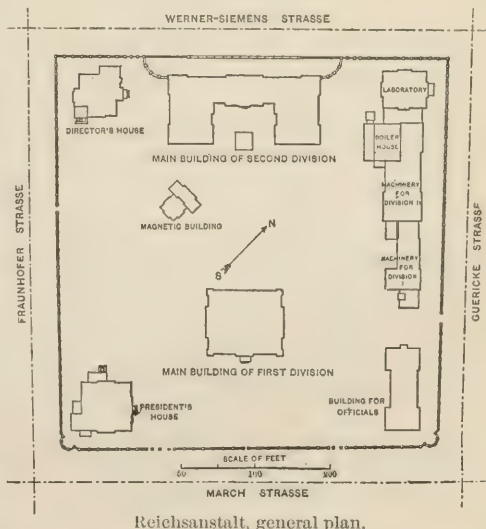 WERNER-SIEMENS STRASSE
LABORATORY
DIRECTOR'S HOUSE
BOILER
HOUSE
MAIN BUILDING OF SECOND DIVISION
MACHINERY
FOR
DIVISION II
MAGNETIC BUILDING
N
S
FRAUNHOFER STRASSE
GUERICKE STRASSE
MACHINERY
FOR
DIVISION
I
MAIN BUILDING OF FIRST DIVISION
PRESIDENT'S
HOUSE
BUILDING FOR
OFFICIALS
SCALE OF FEET
50 100 200
MARCH STRASSE
Reichsanstalt, general plan.